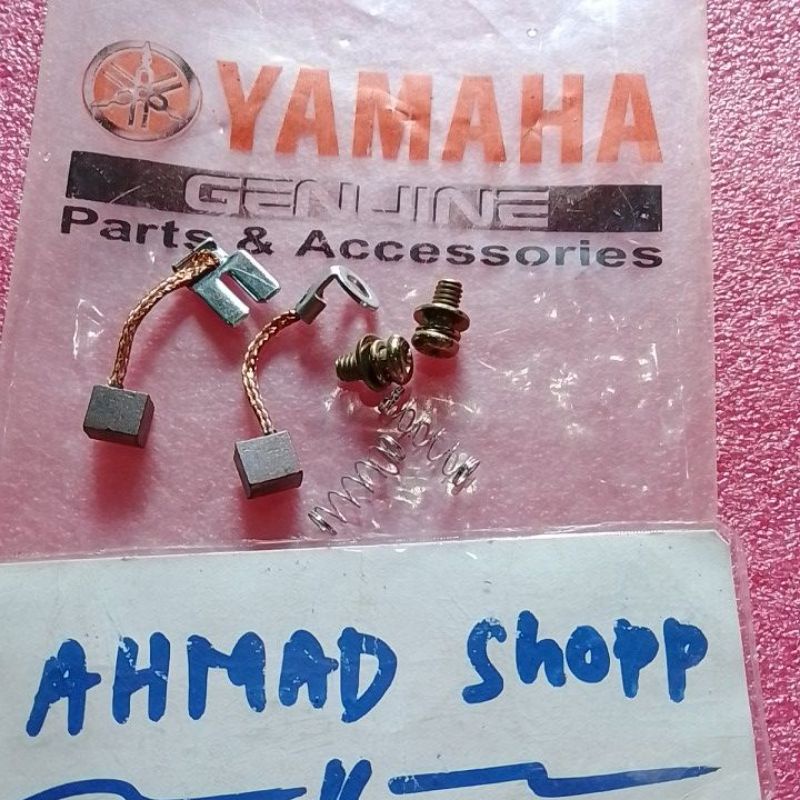 YAMAHA
GENUINE
Parts & Accessories
AHMAD Shopp